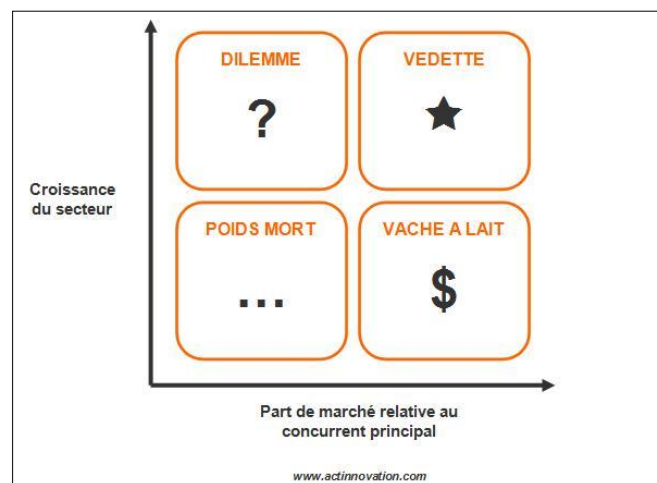 DILEMME
VEDETTE
?
★
Croissance
du secteur
POIDS MORT
VACHE A LAIT
...
$
Part de marché relative au
concurrent principal
www.actinnovation.com